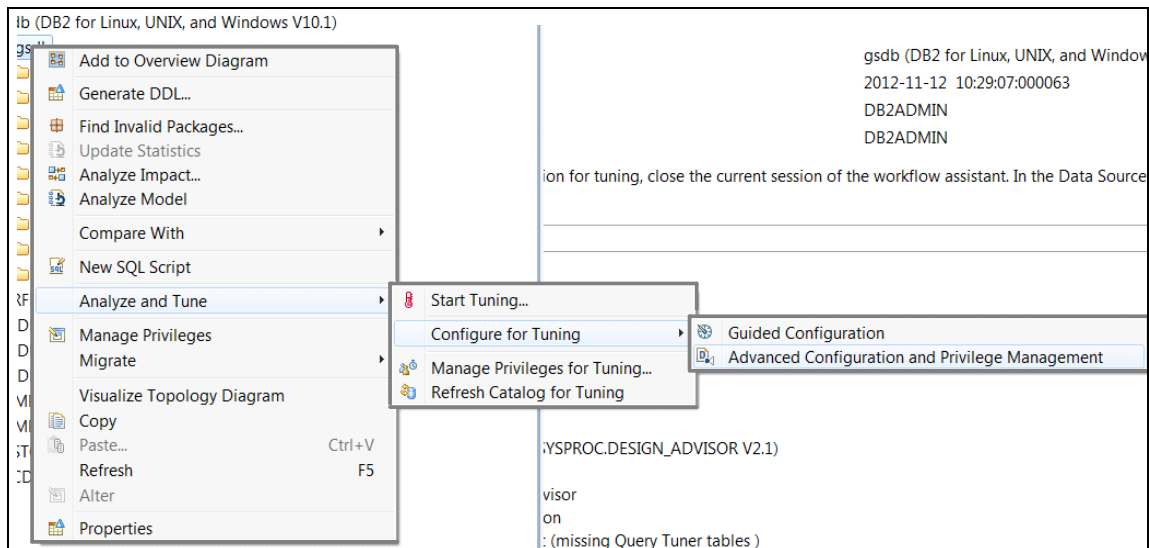 db (DB2 for Linux, UNIX, and Windows V10.1)
gsdb
Add to Overview Diagram
Generate DDL...
Find Invalid Packages...
Update Statistics
Analyze Impact...
Analyze Model
Compare With
New SQL Script
Analyze and Tune
Manage Privileges
Migrate
Visualize Topology Diagram
Copy
Paste... Ctrl+V
Refresh F5
Alter
Properties
Start Tuning...
Configure for Tuning
Manage Privileges for Tuning...
Refresh Catalog for Tuning
Guided Configuration
Advanced Configuration and Privilege Management
gsdb (DB2 for Linux, UNIX, and Window
2012-11-12 10:29:07:000063
DB2ADMIN
DB2ADMIN
ion for tuning, close the current session of the workflow assistant. In the Data Source
SYSPROC.DESIGN_ADVISOR V2.1)
visor
on
: (missing Query Tuner tables )